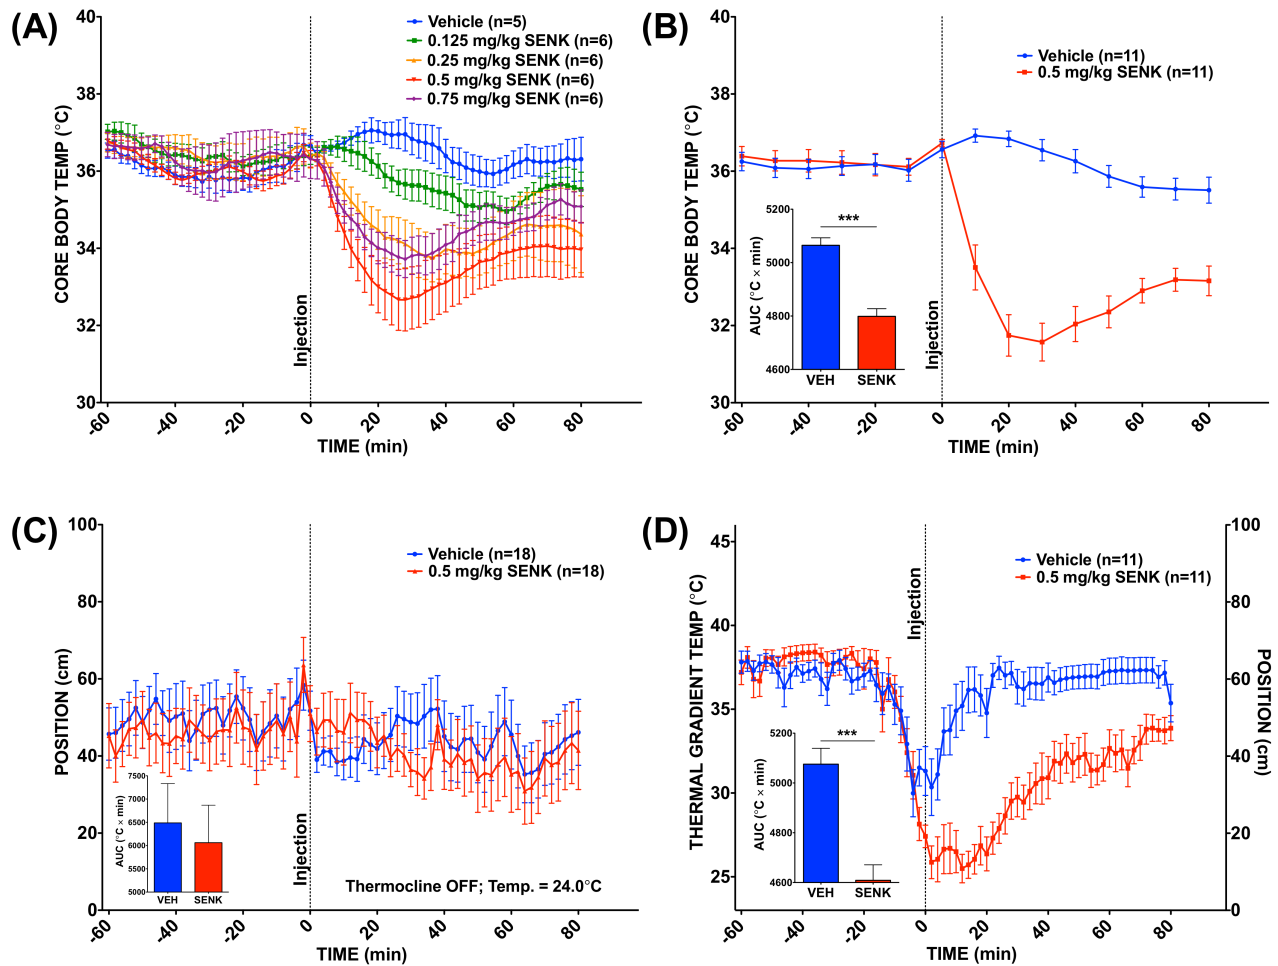 (A)
40
38
36
34
32
30
CORE BODY TEMP (°C)
Vehicle (n=5)
0.125 mg/kg SENK (n=6)
0.25 mg/kg SENK (n=6)
0.5 mg/kg SENK (n=6)
0.75 mg/kg SENK (n=6)
Injection
-60
-40
-20
0
20
40
60
80
TIME (min)
(B)
40
38
36
34
32
30
CORE BODY TEMP (°C)
Vehicle (n=11)
0.5 mg/kg SENK (n=11)
5200
5000
4800
4600
AUC (°C × min)
***
VEH
SENK
Injection
-60
-40
-20
0
20
40
60
80
TIME (min)
(C)
100
80
60
40
20
0
POSITION (cm)
Vehicle (n=18)
0.5 mg/kg SENK (n=18)
7500
7000
6500
6000
5500
5000
AUC (°C × min)
VEH
SENK
Injection
Thermocline OFF; Temp. = 24.0°C
-60
-40
-20
0
20
40
60
80
TIME (min)
(D)
45
40
35
30
25
THERMAL GRADIENT TEMP (°C)
Injection
Vehicle (n=11)
0.5 mg/kg SENK (n=11)
100
80
60
40
20
0
POSITION (cm)
5200
5000
4800
4600
AUC (°C × min)
***
VEH
SENK
-60
-40
-20
0
20
40
60
80
TIME (min)